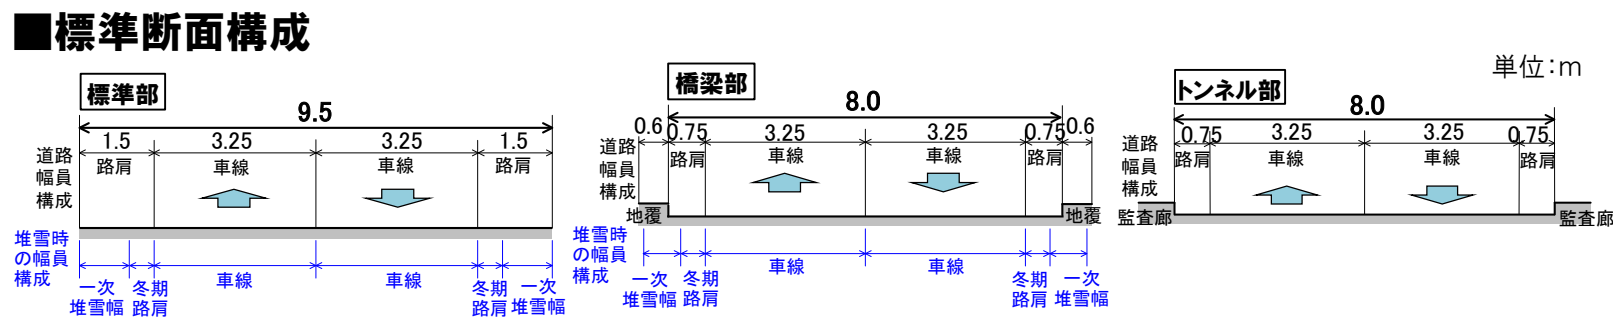 ■標準断面構成
単位：m
標準部
9.5
1.5 3.25 3.25 1.5
道路
幅員
構成
路肩 車線 車線 路肩
堆雪時
の幅員
構成
一次
堆雪幅
冬期
路肩
車線 車線
冬期
路肩
一次
堆雪幅
橋梁部
8.0
0.6 0.75 3.25 3.25 0.75 0.6
道路
幅員
構成
路肩 車線 車線 路肩
地覆 地覆
堆雪時
の幅員
構成
一次
堆雪幅
冬期
路肩
車線 車線
冬期
路肩
一次
堆雪幅
トンネル部
8.0
0.75 3.25 3.25 0.75
道路
幅員
構成
路肩 車線 車線 路肩
監査廊 監査廊